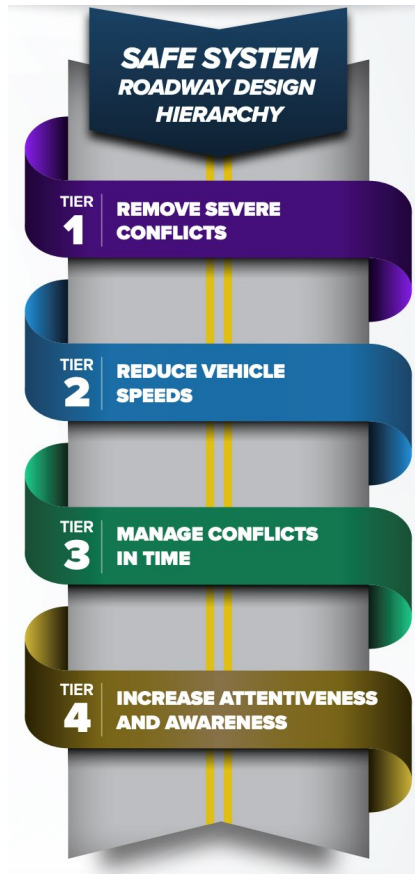 SAFE SYSTEM
ROADWAY DESIGN
HIERARCHY
TIER
1
REMOVE SEVERE
CONFLICTS
TIER
2
REDUCE VEHICLE
SPEEDS
TIER
3
MANAGE CONFLICTS
IN TIME
TIER
4
INCREASE ATTENTIVENESS
AND AWARENESS